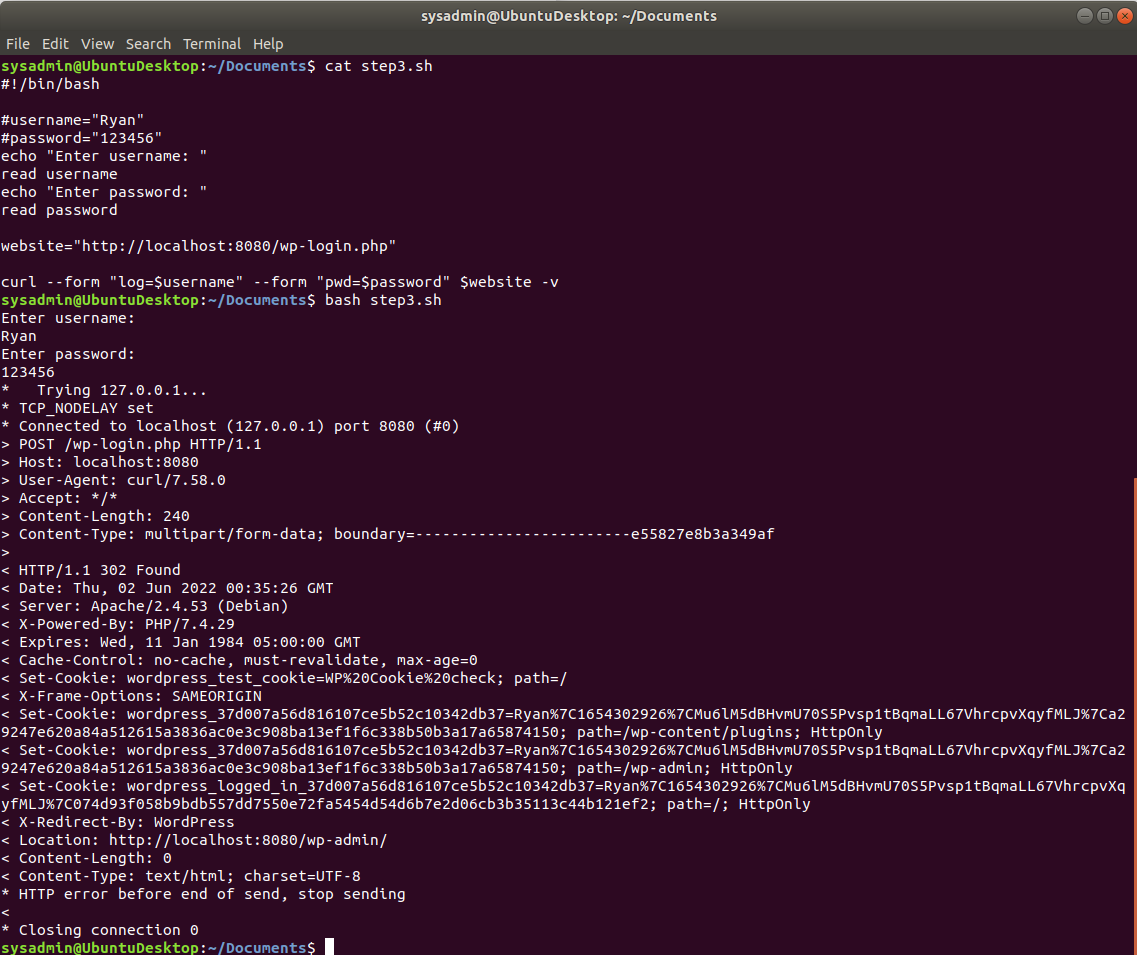 sysadmin@UbuntuDesktop: ~/Documents
File Edit View Search Terminal Help
sysadmin@UbuntuDesktop:~/Documents$ cat step3.sh
#!/bin/bash
#username="Ryan"
#password="123456"
echo "Enter username: "
read username
echo "Enter password: "
read password
website="http://localhost:8080/wp-login.php"
curl --form "log=$username" --form "pwd=$password" $website -v
sysadmin@UbuntuDesktop:~/Documents$ bash step3.sh
Enter username:
Ryan
Enter password:
123456
*   Trying 127.0.0.1...
* TCP_NODELAY set
* Connected to localhost (127.0.0.1) port 8080 (#0)
> POST /wp-login.php HTTP/1.1
> Host: localhost:8080
> User-Agent: curl/7.58.0
> Accept: */*
> Content-Length: 240
> Content-Type: multipart/form-data; boundary=------------------------e55827e8b3a349af
>
< HTTP/1.1 302 Found
< Date: Thu, 02 Jun 2022 00:35:26 GMT
< Server: Apache/2.4.53 (Debian)
< X-Powered-By: PHP/7.4.29
< Expires: Wed, 11 Jan 1984 05:00:00 GMT
< Cache-Control: no-cache, must-revalidate, max-age=0
< Set-Cookie: wordpress_test_cookie=WP%20Cookie%20check; path=/
< X-Frame-Options: SAMEORIGIN
< Set-Cookie: wordpress_37d007a56d816107ce5b52c10342db37=Ryan%7C1654302926%7CMu6lM5dBHvmU70S5Pvsp1tBqmaLL67VhrcpvXqyfMLJ%7Ca2
9247e620a84a512615a3836ac0e3c908ba13ef1f6c338b50b3a17a65874150; path=/wp-content/plugins; HttpOnly
< Set-Cookie: wordpress_37d007a56d816107ce5b52c10342db37=Ryan%7C1654302926%7CMu6lM5dBHvmU70S5Pvsp1tBqmaLL67VhrcpvXqyfMLJ%7Ca2
9247e620a84a512615a3836ac0e3c908ba13ef1f6c338b50b3a17a65874150; path=/wp-admin; HttpOnly
< Set-Cookie: wordpress_logged_in_37d007a56d816107ce5b52c10342db37=Ryan%7C1654302926%7CMu6lM5dBHvmU70S5Pvsp1tBqmaLL67VhrcpvXq
yfMLJ%7C074d93f058b9bdb557dd7550e72fa5454d54d6b7e2d06cb3b35113c44b121ef2; path=/; HttpOnly
< X-Redirect-By: WordPress
< Location: http://localhost:8080/wp-admin/
< Content-Length: 0
< Content-Type: text/html; charset=UTF-8
* HTTP error before end of send, stop sending
<
* Closing connection 0
sysadmin@UbuntuDesktop:~/Documents$